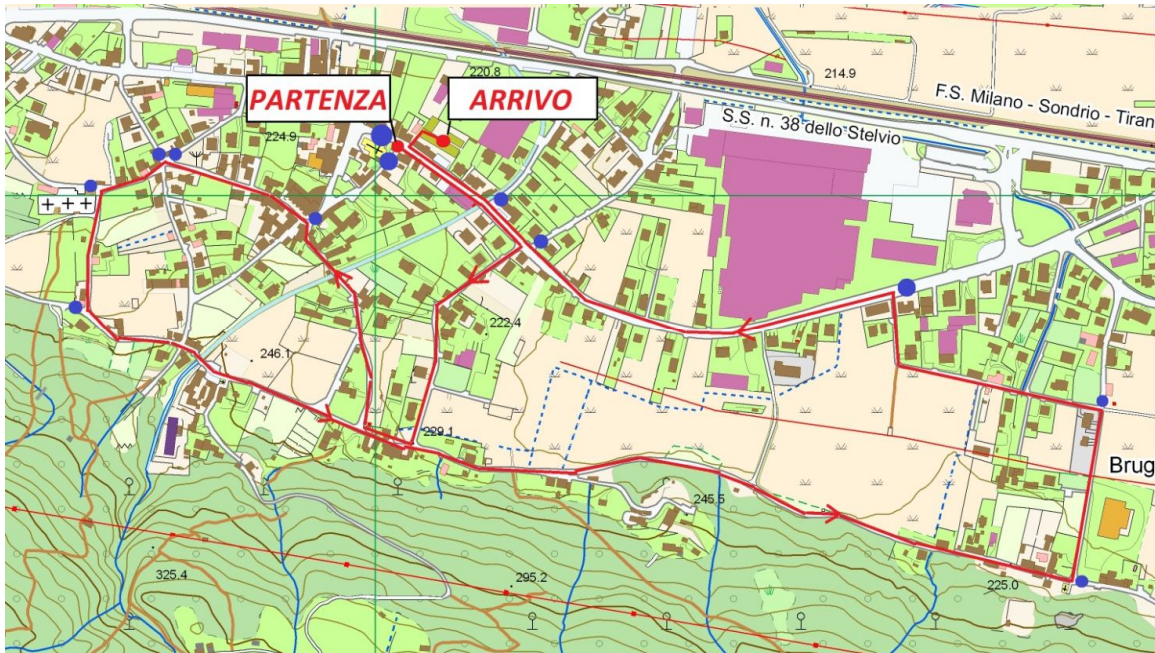 220.8
214.9
PARTENZA
ARRIVO
F.S. Milano - Sondrio - Tiran
S.S. n. 38 dello Stelvio
224.9
222.4
246.1
229.1
Brug
245.5
325.4
295.2
225.0